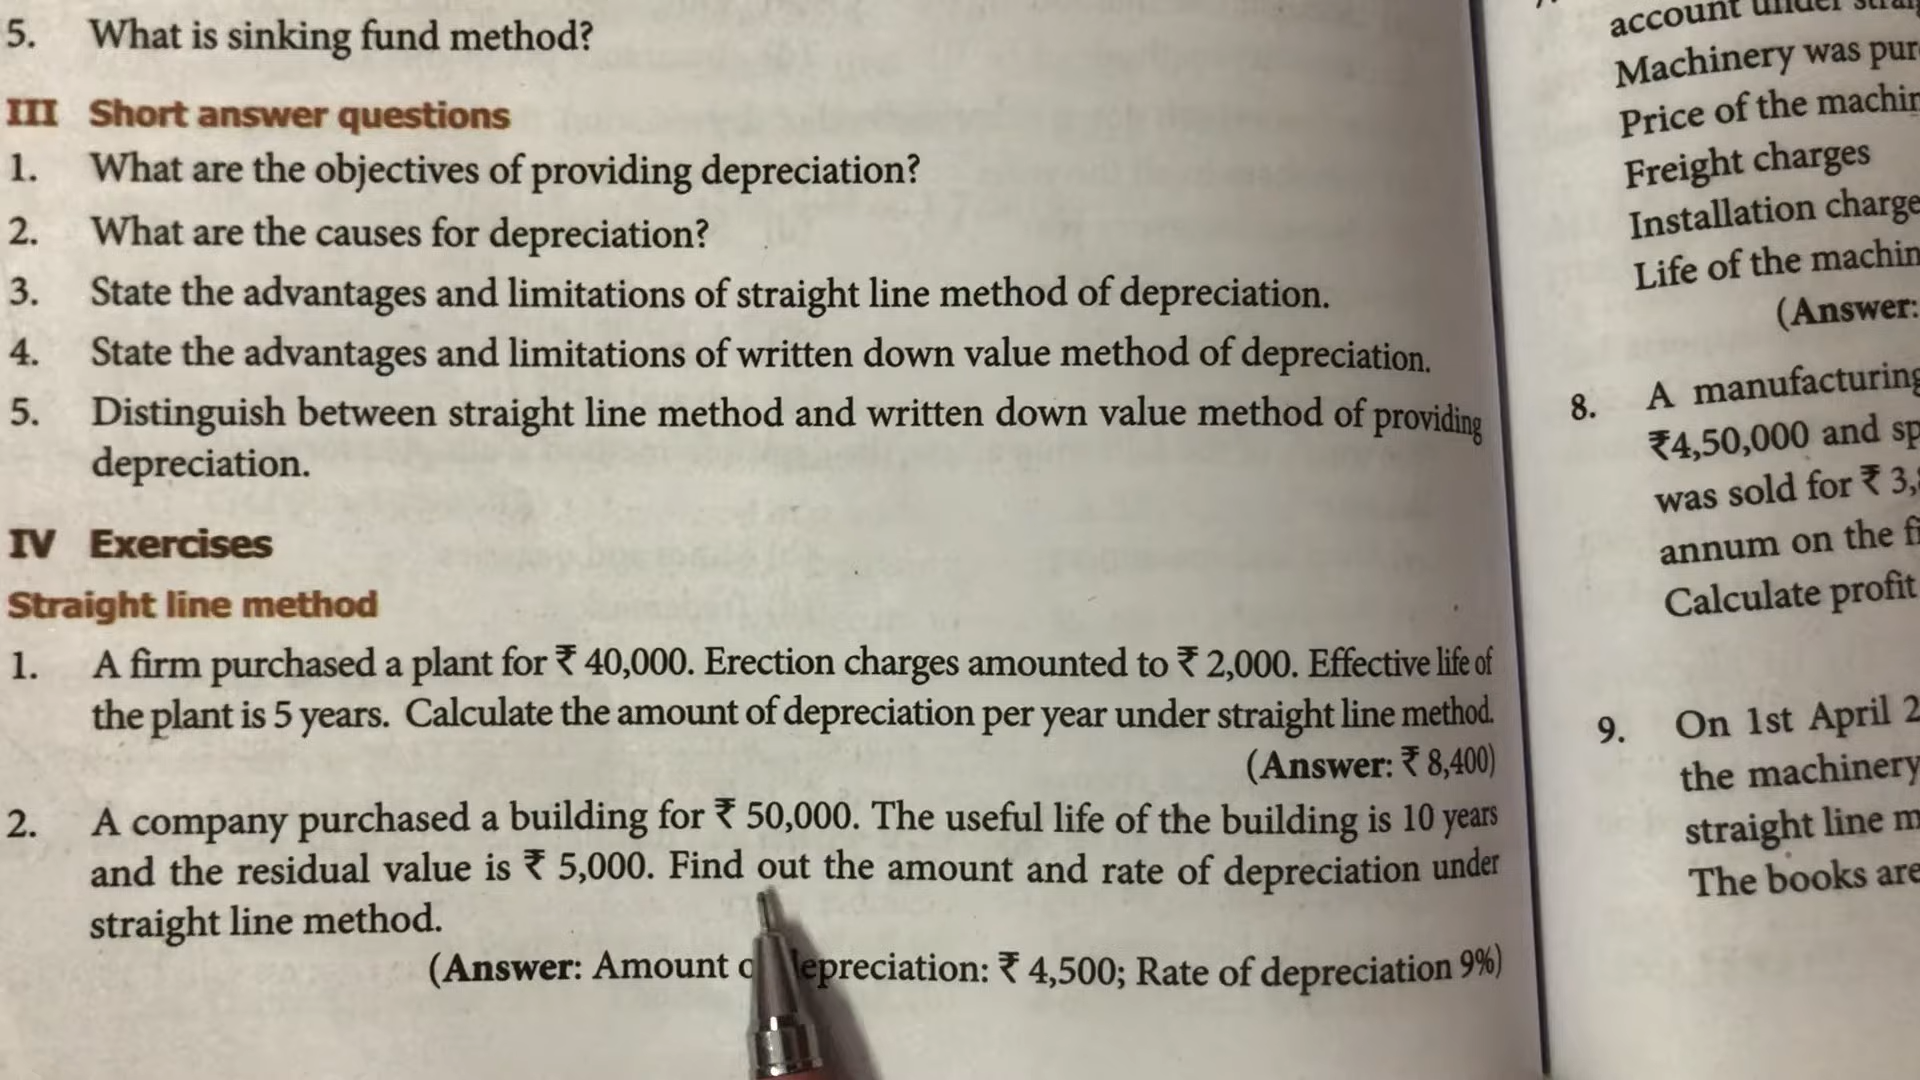 5. What is sinking fund method?
III Short answer questions
1. What are the objectives of providing depreciation?
2. What are the causes for depreciation?
3. State the advantages and limitations of straight line method of depreciation.
4. State the advantages and limitations of written down value method of depreciation.
5. Distinguish between straight line method and written down value method of providing
depreciation.
IV Exercises
Straight line method
1. A firm purchased a plant for ₹ 40,000. Erection charges amounted to ₹ 2,000. Effective life of
the plant is 5 years. Calculate the amount of depreciation per year under straight line method.
(Answer: ₹ 8,400)
2. A company purchased a building for ₹ 50,000. The useful life of the building is 10 years
and the residual value is ₹ 5,000. Find out the amount and rate of depreciation under
straight line method.
(Answer: Amount epreciation: ₹ 4,500; Rate of depreciation 9%)
account under
Machinery was
Price of the
Freight charges
Installation
Life of the
(Answer:
8. A manufacturing
₹4,50,000 and
was sold for ₹ 3,
annum on the
Calculate profit
9. On 1st April 2
the machinery
straight line
The books are